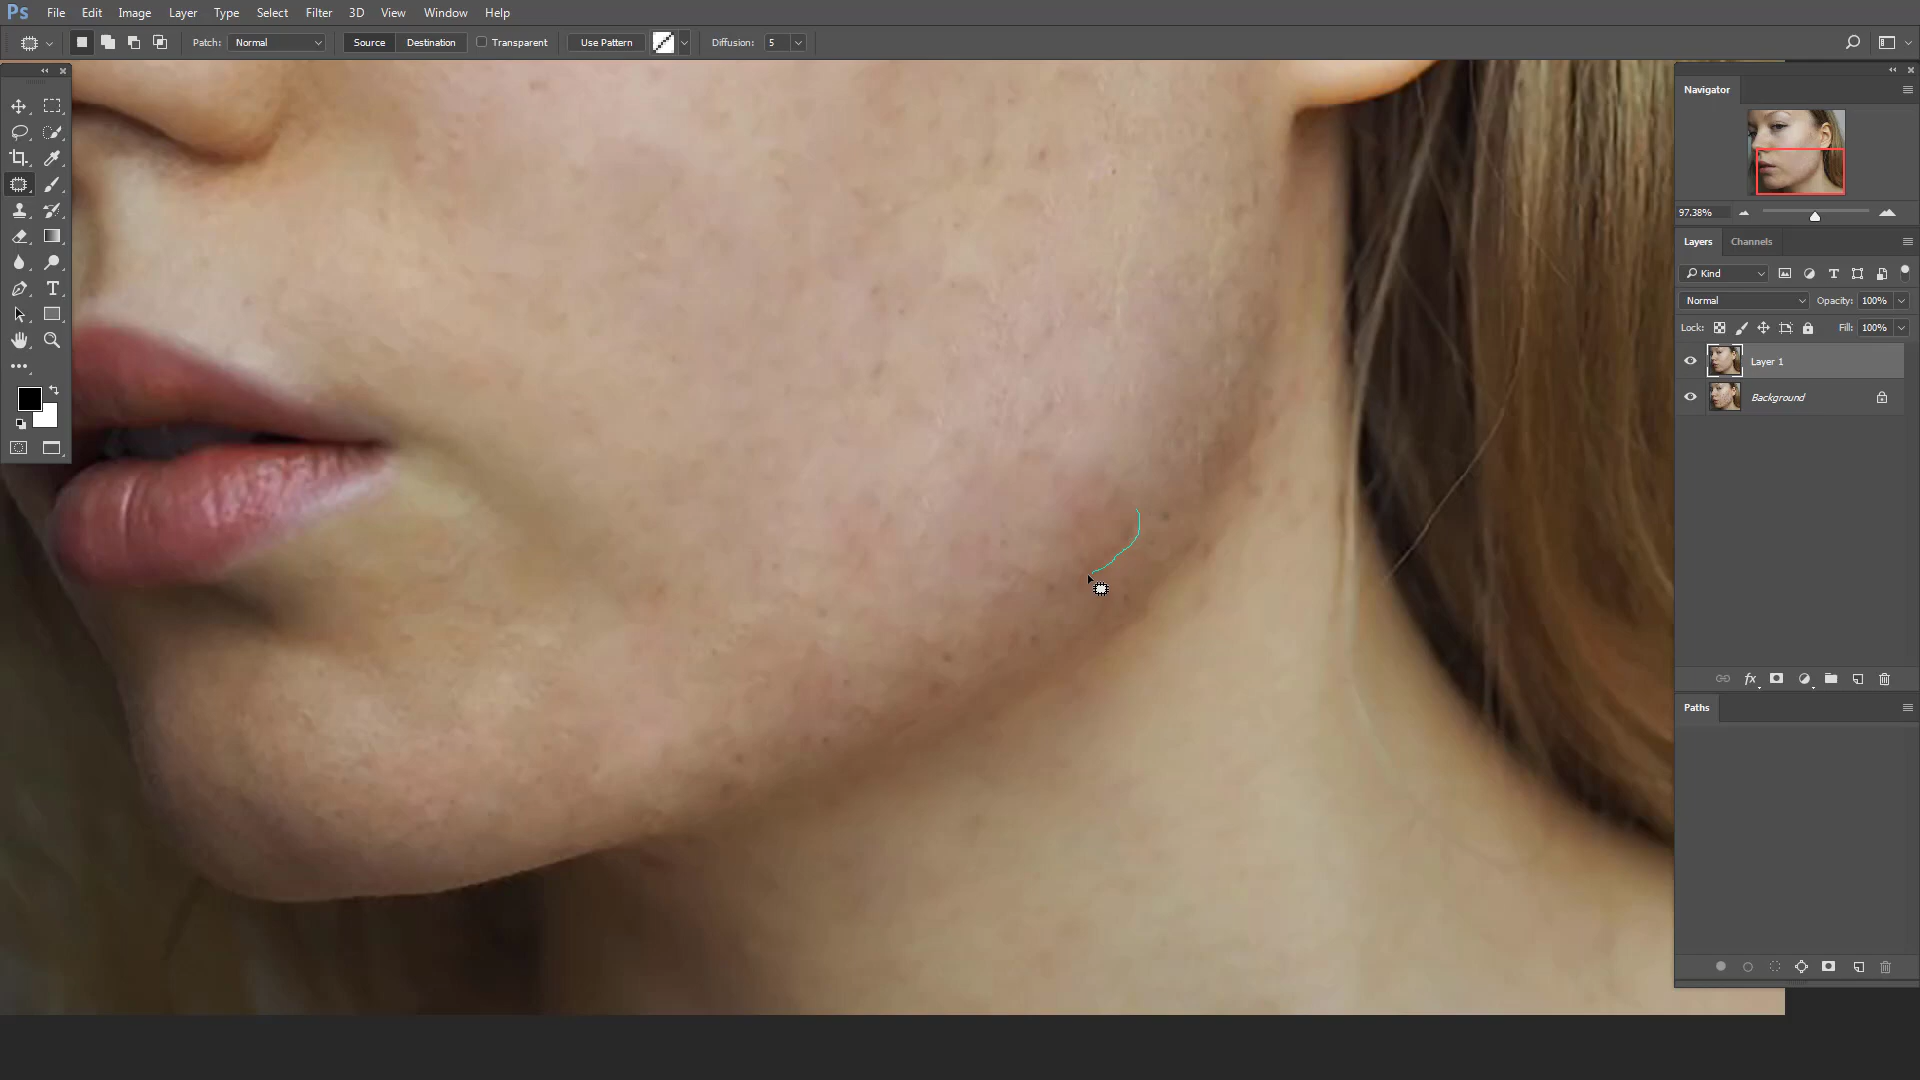 Ps File Edit Image Layer Type Select Filter 3D View Window Help
Patch: Normal Source Destination Transparent Use Pattern Diffusion: 5
Navigator
97.38%
Layers Channels
Kind
Normal Opacity: 100%
Lock: Fill: 100%
Layer 1
Background
fx
Paths